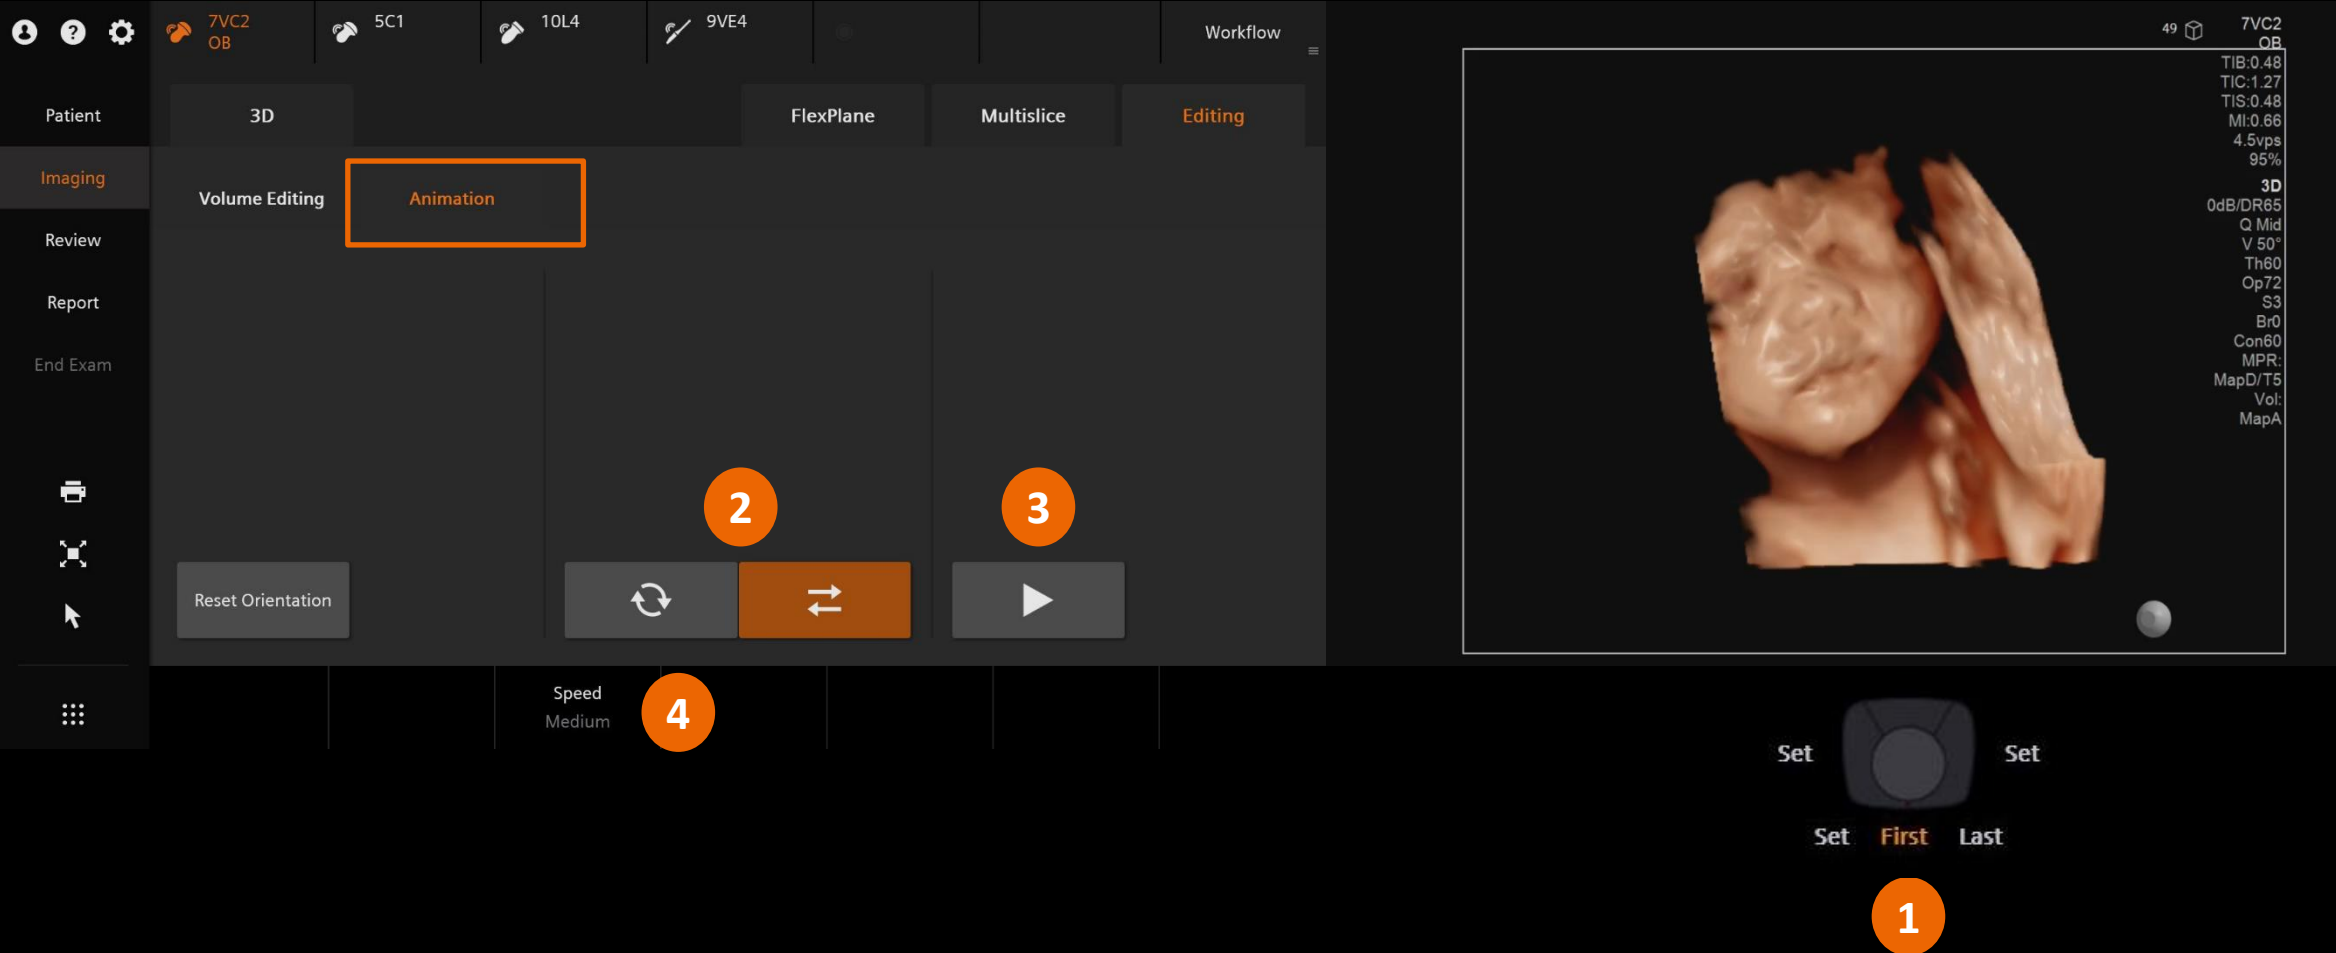 7VC2
OB
5C1
10L4
9VE4
Workflow
Patient
Imaging
Review
Report
End Exam
3D
FlexPlane
Multislice
Editing
Volume Editing
Animation
2
3
Reset Orientation
Speed
Medium
4
49
7VC2
OB
TIB:0.48
TIC:1.27
TIS:0.48
MI:0.66
4.5vps
95%
3D
0dB/DR65
Q Mid
V 50°
Th60
Op72
S3
Br0
Con60
MPR:
MapD/T5
Vol:
MapA
Set
Set
Set First Last
1